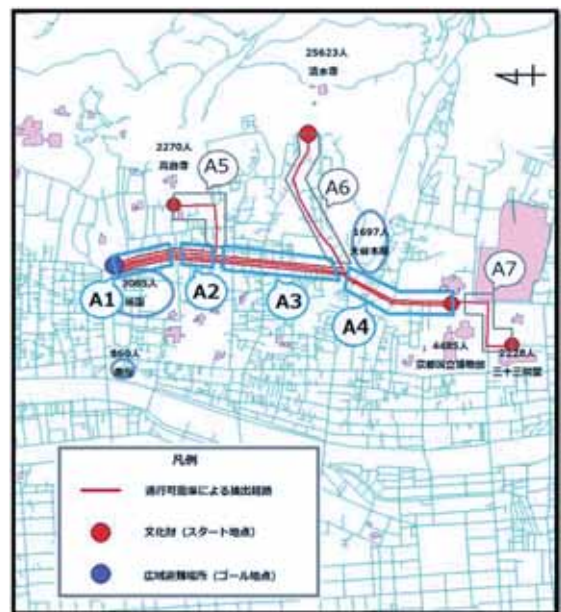 25623人
清水寺
2270人
高台寺
A5
A6
1697人
大谷本廟
2085人
祇園
A1
A2
A3
A4
A7
860人
4485人
京都国立博物館
2228人
三十三間堂
凡例
通行可能率による抽出経路
文化財（スタート地点）
広域避難場所（ゴール地点）